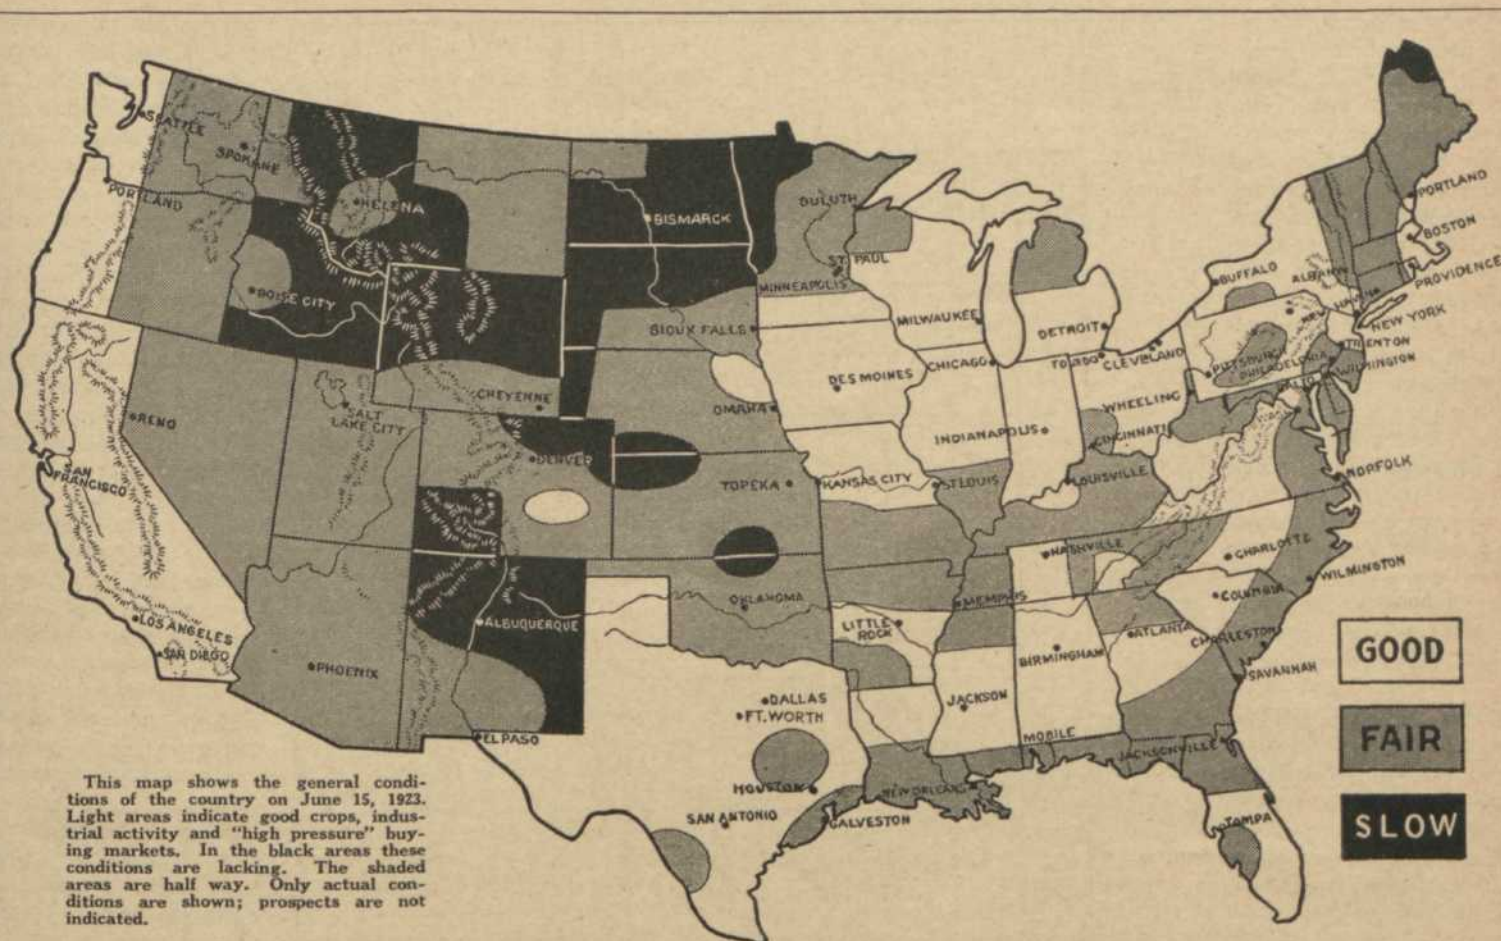 SEATTLE
SPOKANE
PORTLAND
HELENA
BISMARCK
DULUTH
ST. PAUL
MINNEAPOLIS
BOISE CITY
SIOUX FALLS
MILWAUKEE
DETROIT
BUFFALO
ALBANY
PORTLAND
BOSTON
PROVIDENCE
NEW HAVEN
NEW YORK
TRENTON
WILMINGTON
PHILADELPHIA
PITTSBURGH
CLEVELAND
TOLEDO
CHICAGO
DES MOINES
OMAHA
CHEYENNE
SALT
LAKE CITY
RENO
SAN
FRANCISCO
DENVER
TOPEKA
KANSAS CITY
ST LOUIS
INDIANAPOLIS
CINCINNATI
WHEELING
LOUISVILLE
NORFOLK
NASHVILLE
CHARLOTTE
WILMINGTON
COLUMBIA
MEMPHIS
OKLAHOMA
ALBUQUERQUE
LOS ANGELES
SAN DIEGO
PHOENIX
LITTLE
ROCK
BIRMINGHAM
ATLANTA
CHARLESTON
SAVANNAH
DALLAS
FT. WORTH
JACKSON
MOBILE
JACKSONVILLE
EL PASO
HOUSTON
NEW ORLEANS
SAN ANTONIO
GALVESTON
TAMPA
GOOD
FAIR
SLOW
This map shows the general condi-
tions of the country on June 15, 1923.
Light areas indicate good crops, indus-
trial activity and "high pressure" buy-
ing markets. In the black areas these
conditions are lacking. The shaded
areas are half way. Only actual con-
ditions are shown; prospects are not
indicated.